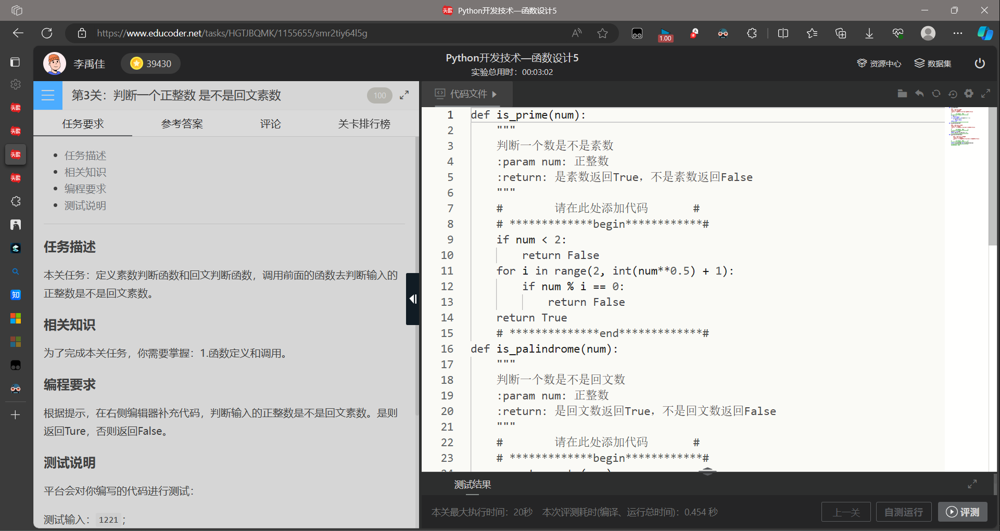 Python开发技术—函数设计5
https://www.educoder.net/tasks/HGTJBQMK/1155655/smr2tiy64l5g
1.00
李禹佳
39430
Python开发技术—函数设计5
实验总用时：00:03:02
资源中心
数据集
第3关：判断一个正整数 是不是回文素数
100
任务要求
参考答案
评论
关卡排行榜
任务描述
相关知识
编程要求
测试说明
任务描述
本关任务：定义素数判断函数和回文判断函数，调用前面的函数去判断输入的
正整数是不是回文素数。
相关知识
为了完成本关任务，你需要掌握：1.函数定义和调用。
编程要求
根据提示，在右侧编辑器补充代码，判断输入的正整数是不是回文素数。是则
返回Ture，否则返回False。
测试说明
平台会对你编写的代码进行测试：
测试输入：1221；
代码文件
1 def is_prime(num):
2 """
3 判断一个数是不是素数
4 :param num: 正整数
5 :return: 是素数返回True，不是素数返回False
6 """
7 # 请在此处添加代码 #
8 # *************begin************#
9 if num < 2:
10 return False
11 for i in range(2, int(num**0.5) + 1):
12 if num % i == 0:
13 return False
14 return True
15 # **************end*************#
16 def is_palindrome(num):
17 """
18 判断一个数是不是回文数
19 :param num: 正整数
20 :return: 是回文数返回True，不是回文数返回False
21 """
22 # 请在此处添加代码 #
23 # *************begin************#
测试结果
本关最大执行时间：20秒 本次评测耗时(编译、运行总时间)：0.454 秒
上一关
自测运行
评测
头歌
头歌
头歌
头歌
头歌
知